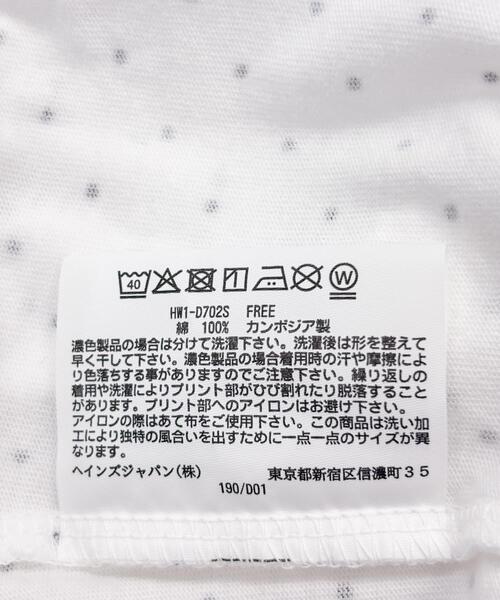 40 W
HW1-D702S FREE
綿 100% カンボジア製
濃色製品の場合は分けて洗濯下さい。洗濯後は形を整えて
早く干して下さい。濃色製品の場合着用時の汗や摩擦によ
り色落ちする事がありますのでご注意下さい。繰り返しの
着用や洗濯によりプリント部がひび割れたり脱落すること
があります。プリント部へのアイロンはお避け下さい。
アイロンの際はあて布をご使用下さい。この商品は洗い加
工により独特の風合いを出すために一点一点のサイズが異
なります。
ヘインズジャパン(株) 東京都新宿区信濃町35
190/D01